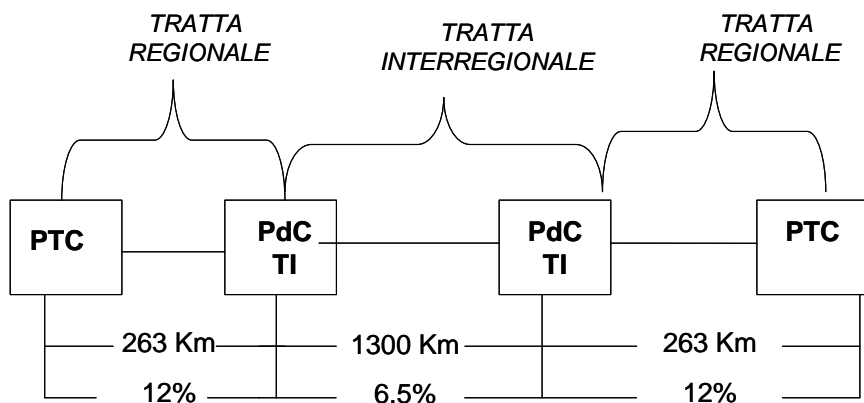 TRATTA
REGIONALE
TRATTA
INTERREGIONALE
TRATTA
REGIONALE
PTC
PdC
TI
PdC
TI
PTC
263 Km
1300 Km
263 Km
12%
6.5%
12%